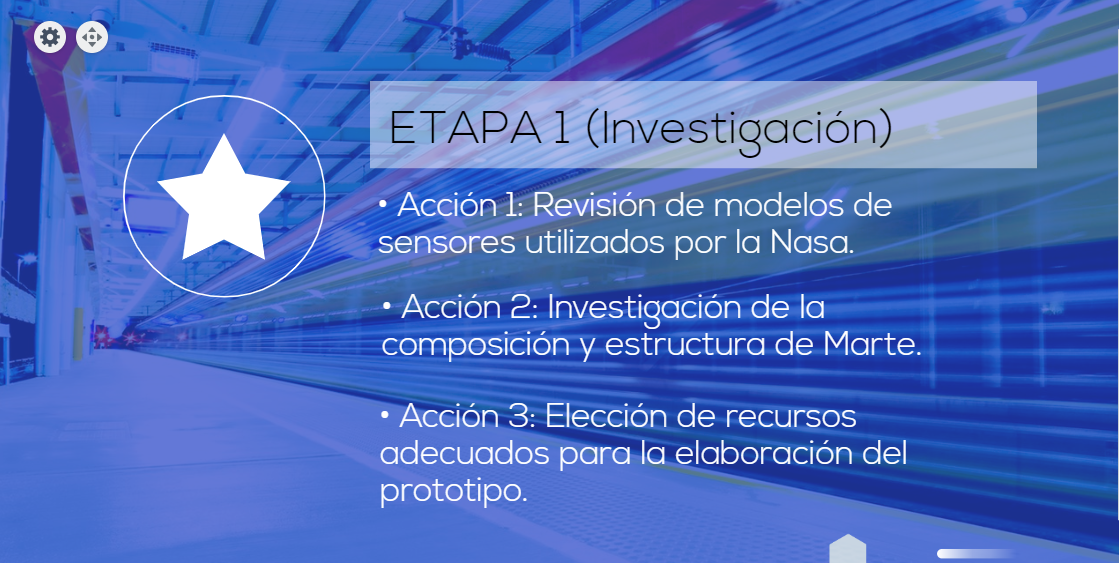 ETAPA 1 (Investigación)
• Acción 1: Revisión de modelos de
sensores utilizados por la Nasa.
• Acción 2: Investigación de la
composición y estructura de Marte.
• Acción 3: Elección de recursos
adecuados para la elaboración del
prototipo.